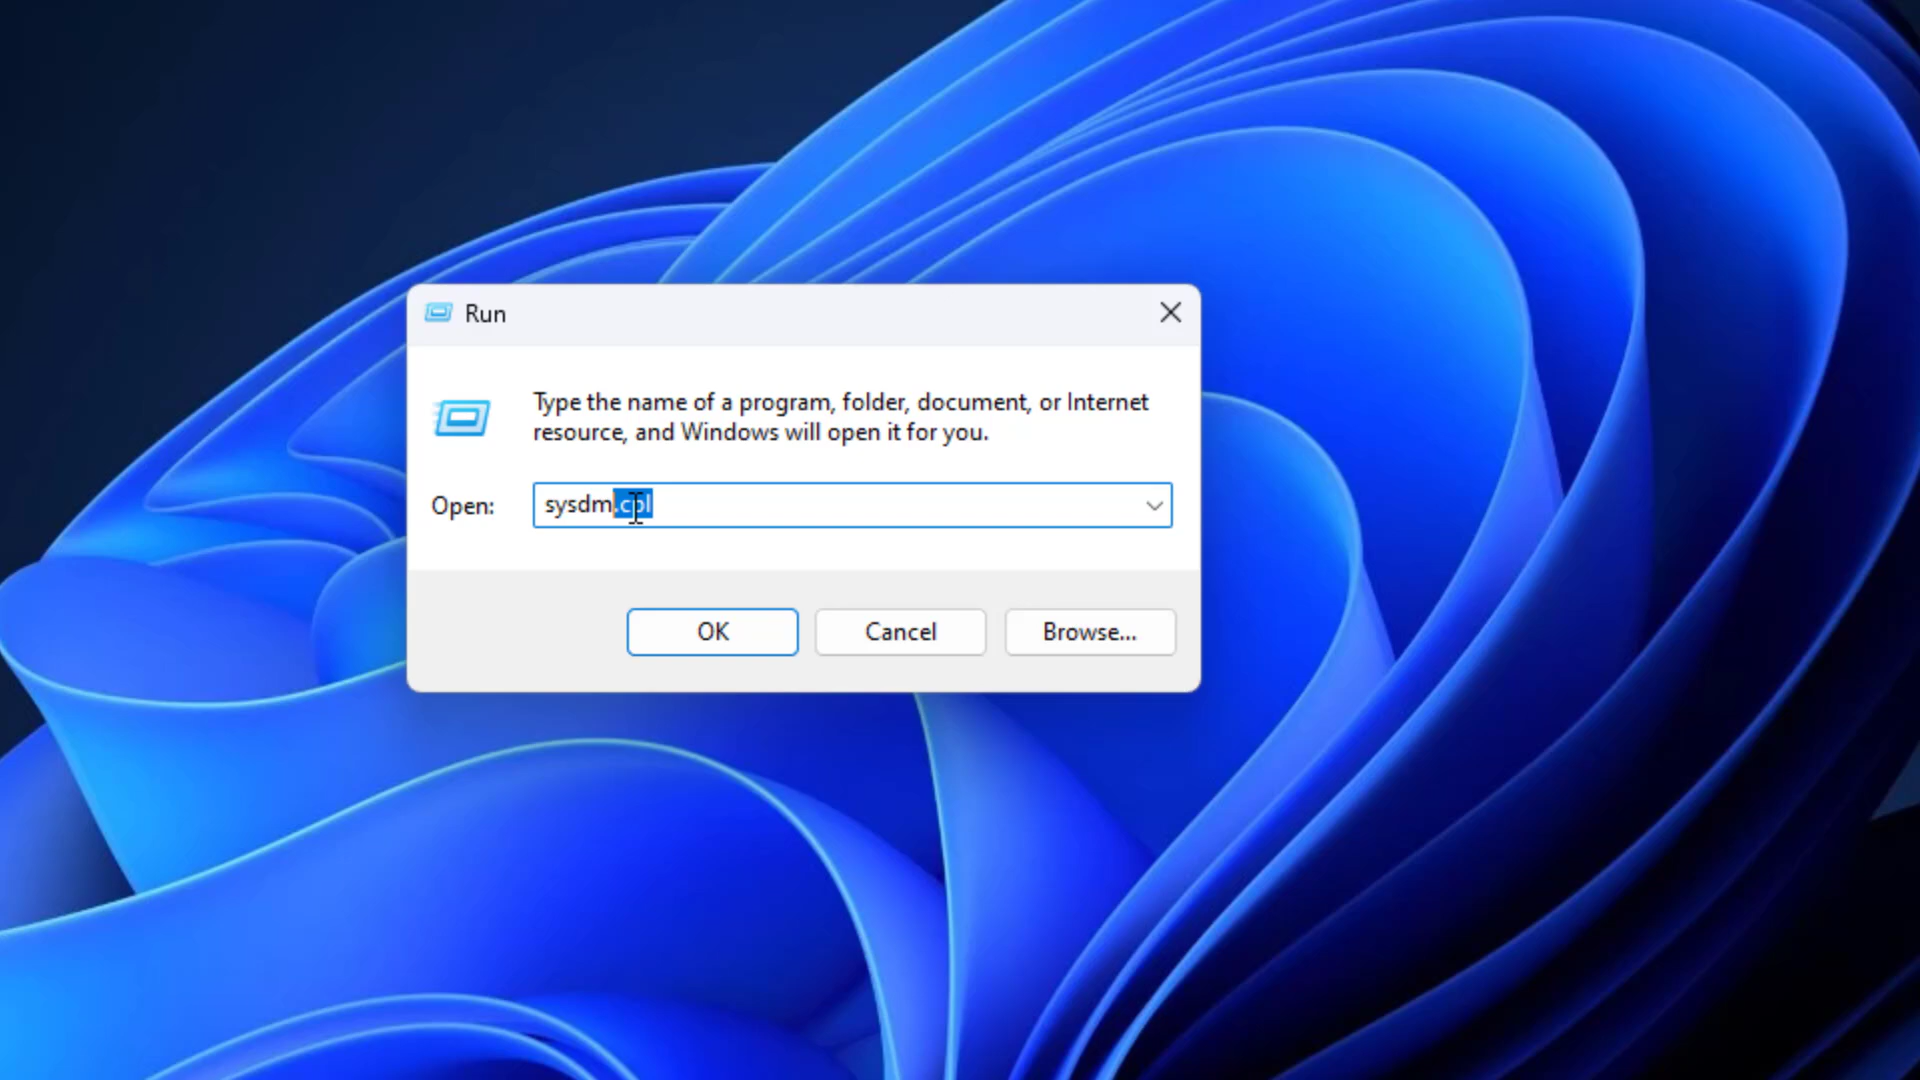 Run
Type the name of a program, folder, document, or Internet
resource, and Windows will open it for you.
Open:
sysdm.cpl
OK
Cancel
Browse...